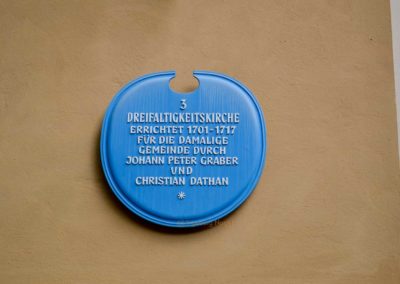 3
DREIFALTIGKEITSKIRCHE
ERRICHTET 1701-1717
FÜR DIE DAMALIGE
GEMEINDE DURCH
JOHANN PETER GRABER
UND
CHRISTIAN DATHAN
*